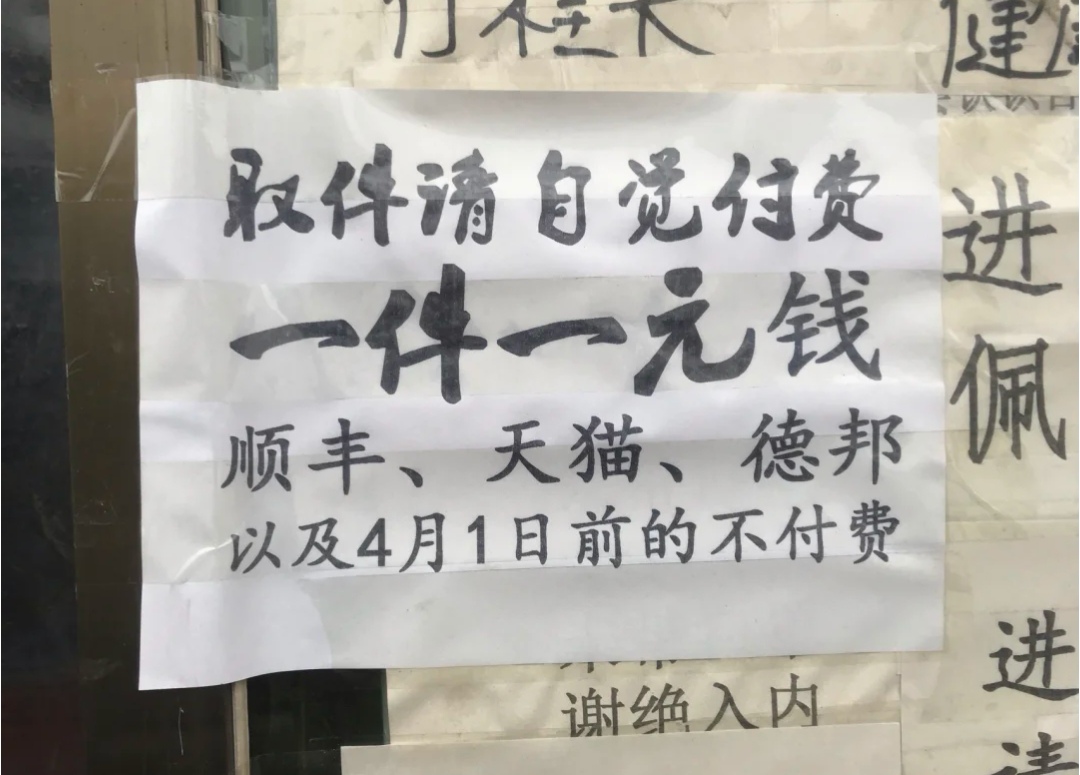 取件请自觉付费
一件一元钱
顺丰、天猫、德邦
以及4月1日前的不付费
健
进
佩
谢绝入内
进